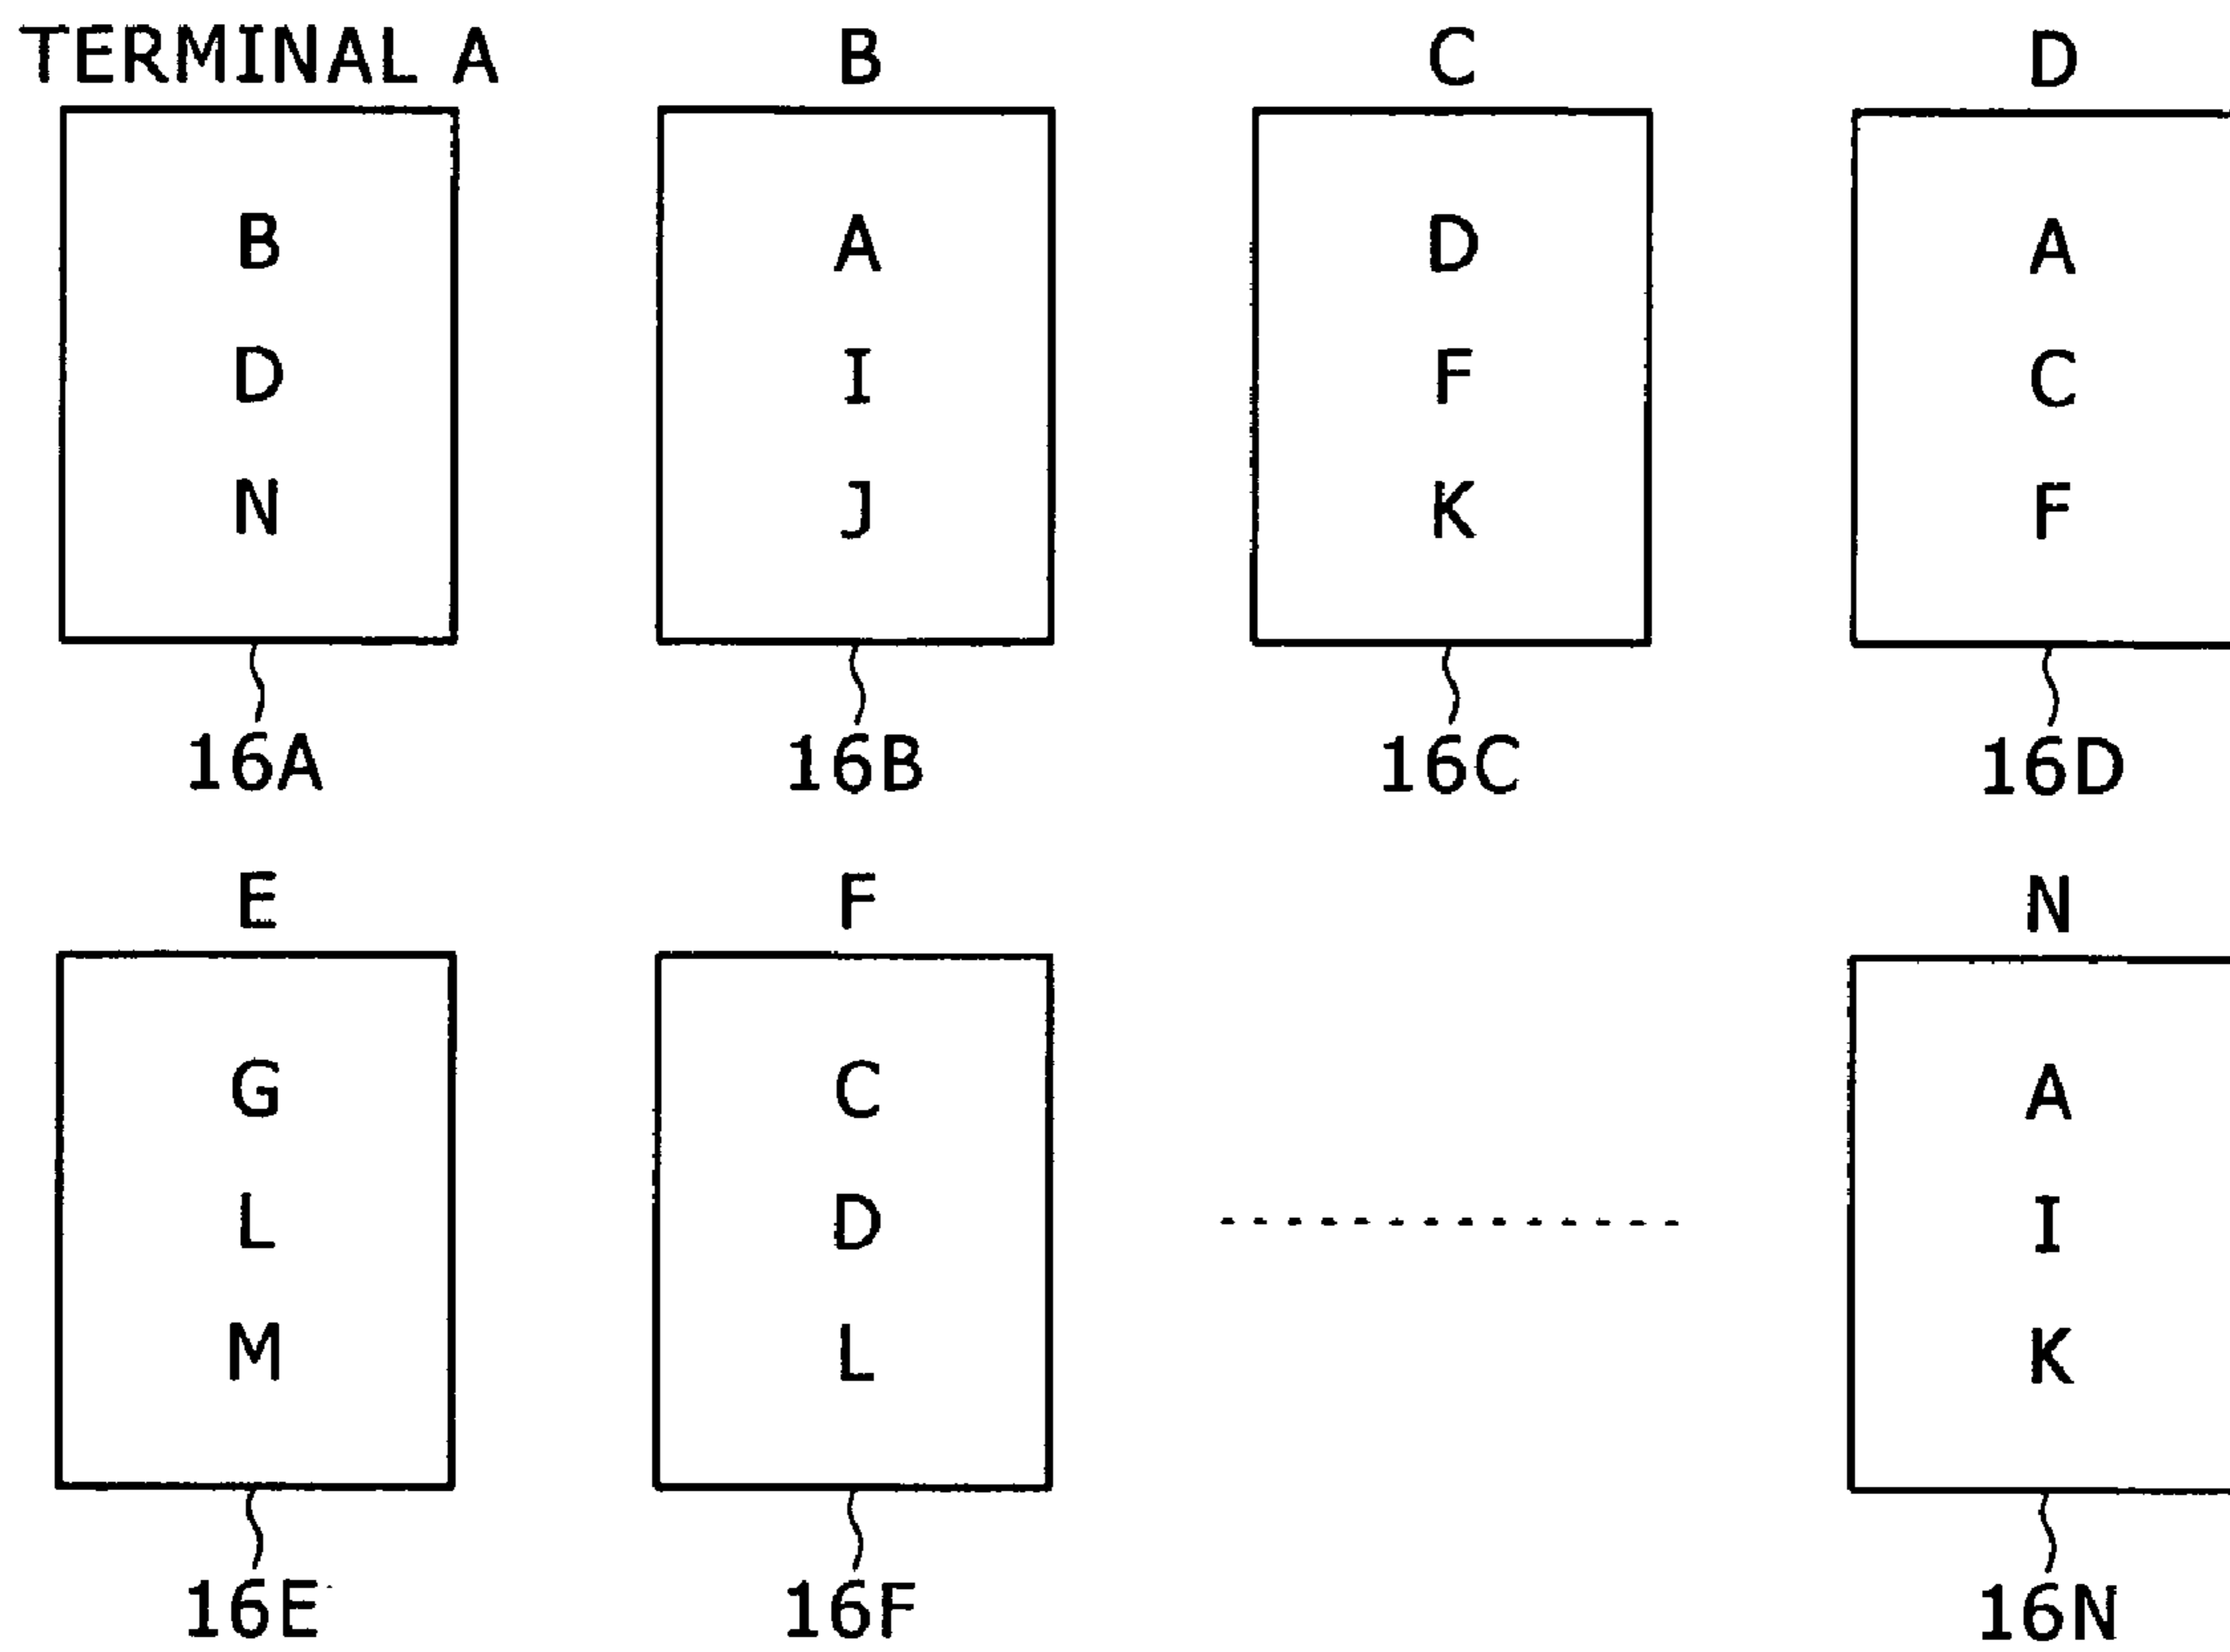 TERMINAL A B C D
B A D A
D I F C
N J K F
16A 16B 16C 16D
E F N
G C A
L D I
M L K
16E 16F 16N